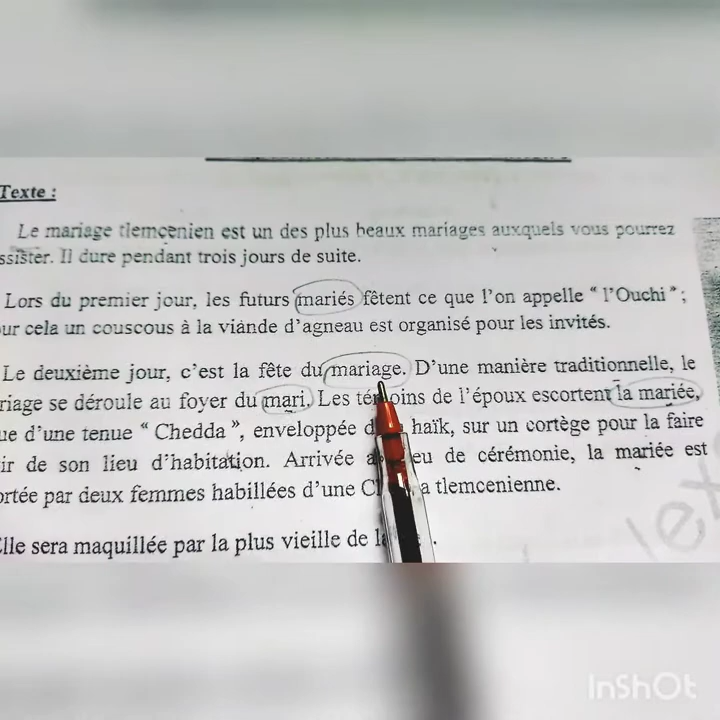 Texte :
Le mariage tlemcenien est un des plus beaux mariages auxquels vous pourrez
ssister. Il dure pendant trois jours de suite.
Lors du premier jour, les futurs mariés fêtent ce que l'on appelle “ l'Ouchi ” ;
ur cela un couscous à la viande d'agneau est organisé pour les invités.
Le deuxième jour, c'est la fête du mariage. D'une manière traditionnelle, le
riage se déroule au foyer du mari. Les témoins de l'époux escortent la mariée,
ue d'une tenue “ Chedda ”, enveloppée haïk, sur un cortège pour la faire
ir de son lieu d'habitation. Arrivée de cérémonie, la mariée est
ortée par deux femmes habillées d'une tlemcenienne.
Elle sera maquillée par la plus vieille de
InShOt